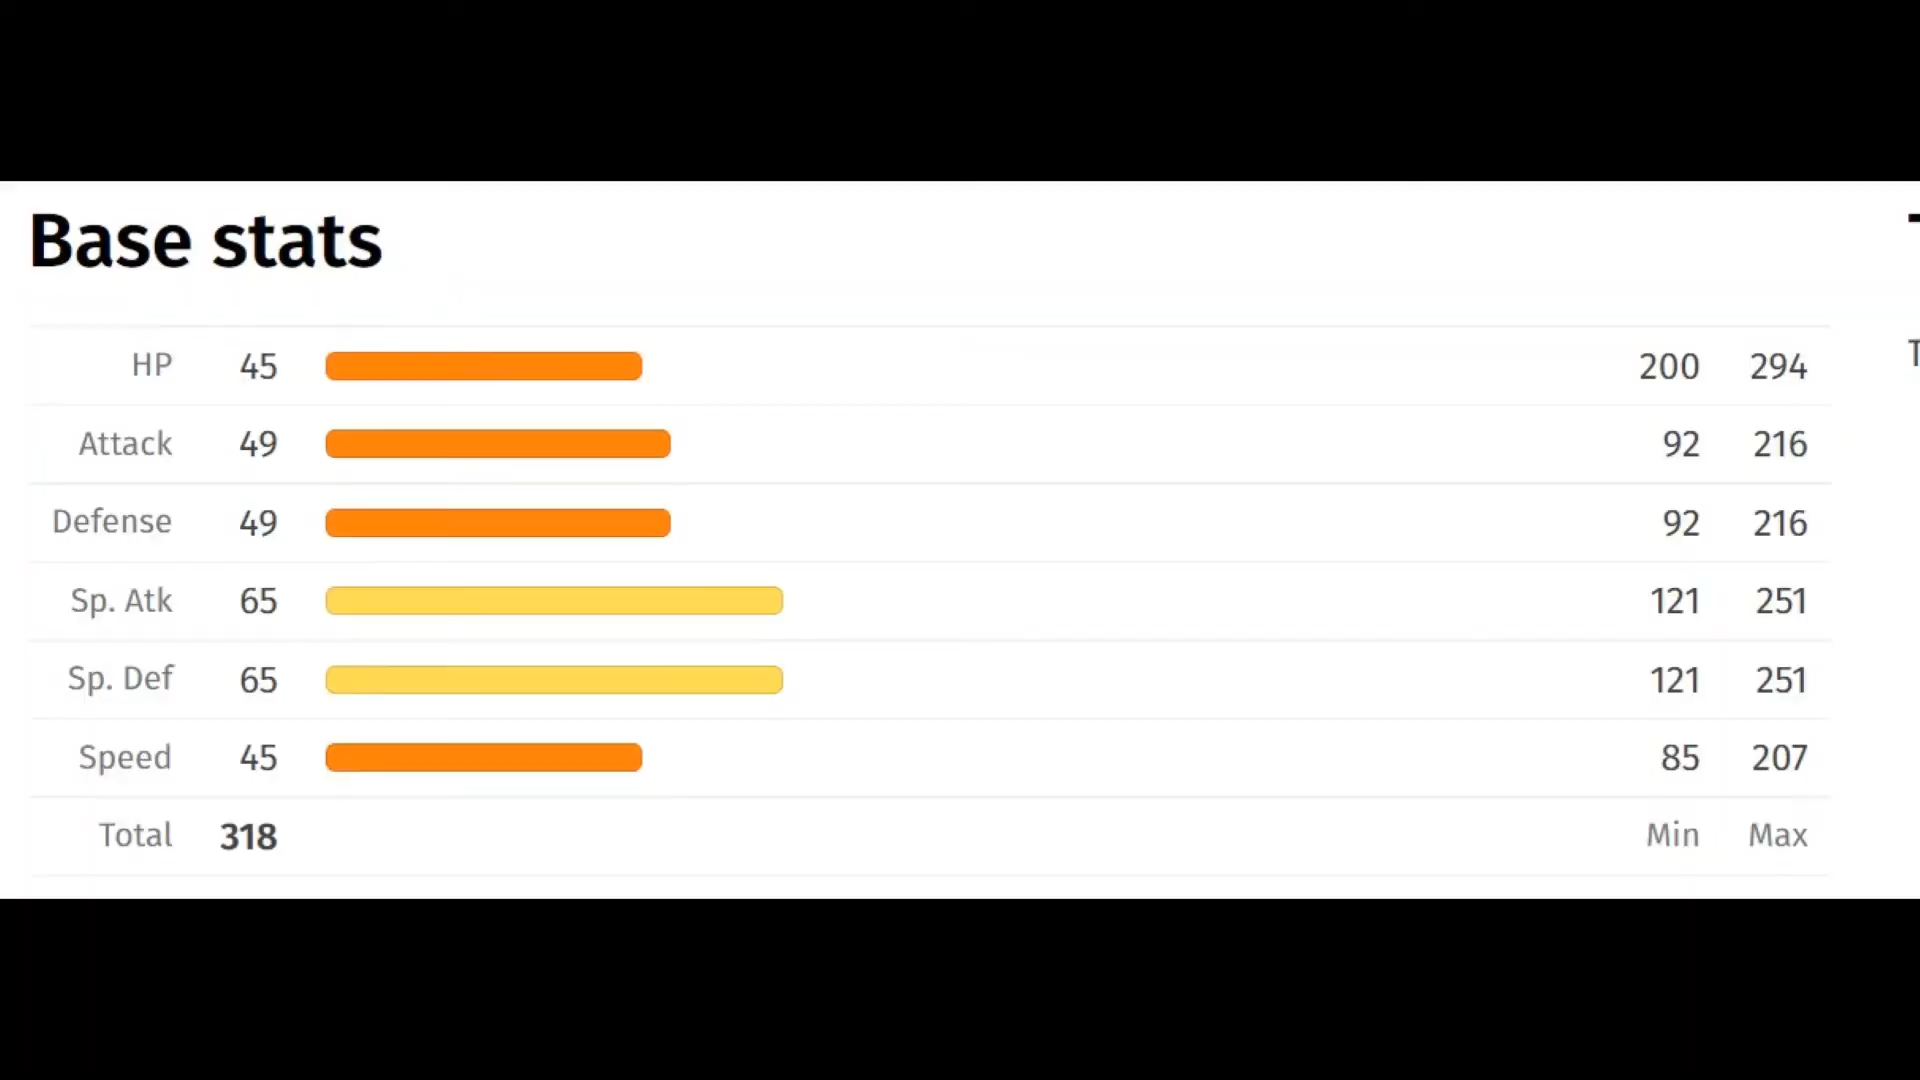 Base stats
HP 45 200 294
Attack 49 92 216
Defense 49 92 216
Sp. Atk 65 121 251
Sp. Def 65 121 251
Speed 45 85 207
Total 318 Min Max